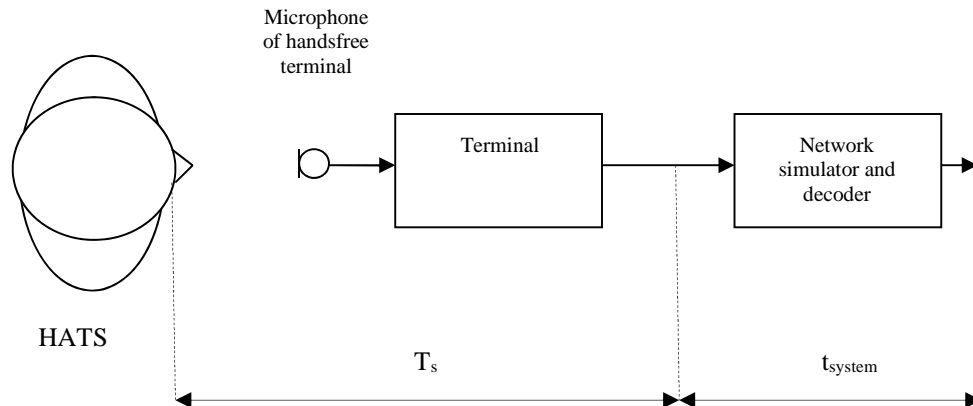 Microphone
of handsfree
terminal
Terminal
Network
simulator and
decoder
HATS
Ts
tsystem